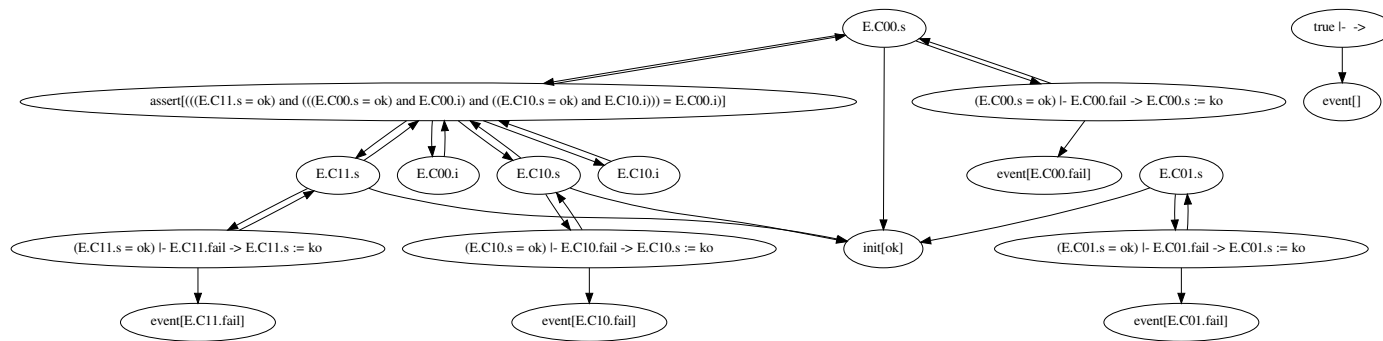 E.C00.s
true |-  ->
assert[(((E.C11.s = ok) and (((E.C00.s = ok) and E.C00.i) and ((E.C10.s = ok) and E.C10.i))) = E.C00.i)]
(E.C00.s = ok) |- E.C00.fail -> E.C00.s := ko
event[]
E.C11.s
E.C00.i
E.C10.s
E.C10.i
event[E.C00.fail]
E.C01.s
(E.C11.s = ok) |- E.C11.fail -> E.C11.s := ko
(E.C10.s = ok) |- E.C10.fail -> E.C10.s := ko
init[ok]
(E.C01.s = ok) |- E.C01.fail -> E.C01.s := ko
event[E.C11.fail]
event[E.C10.fail]
event[E.C01.fail]